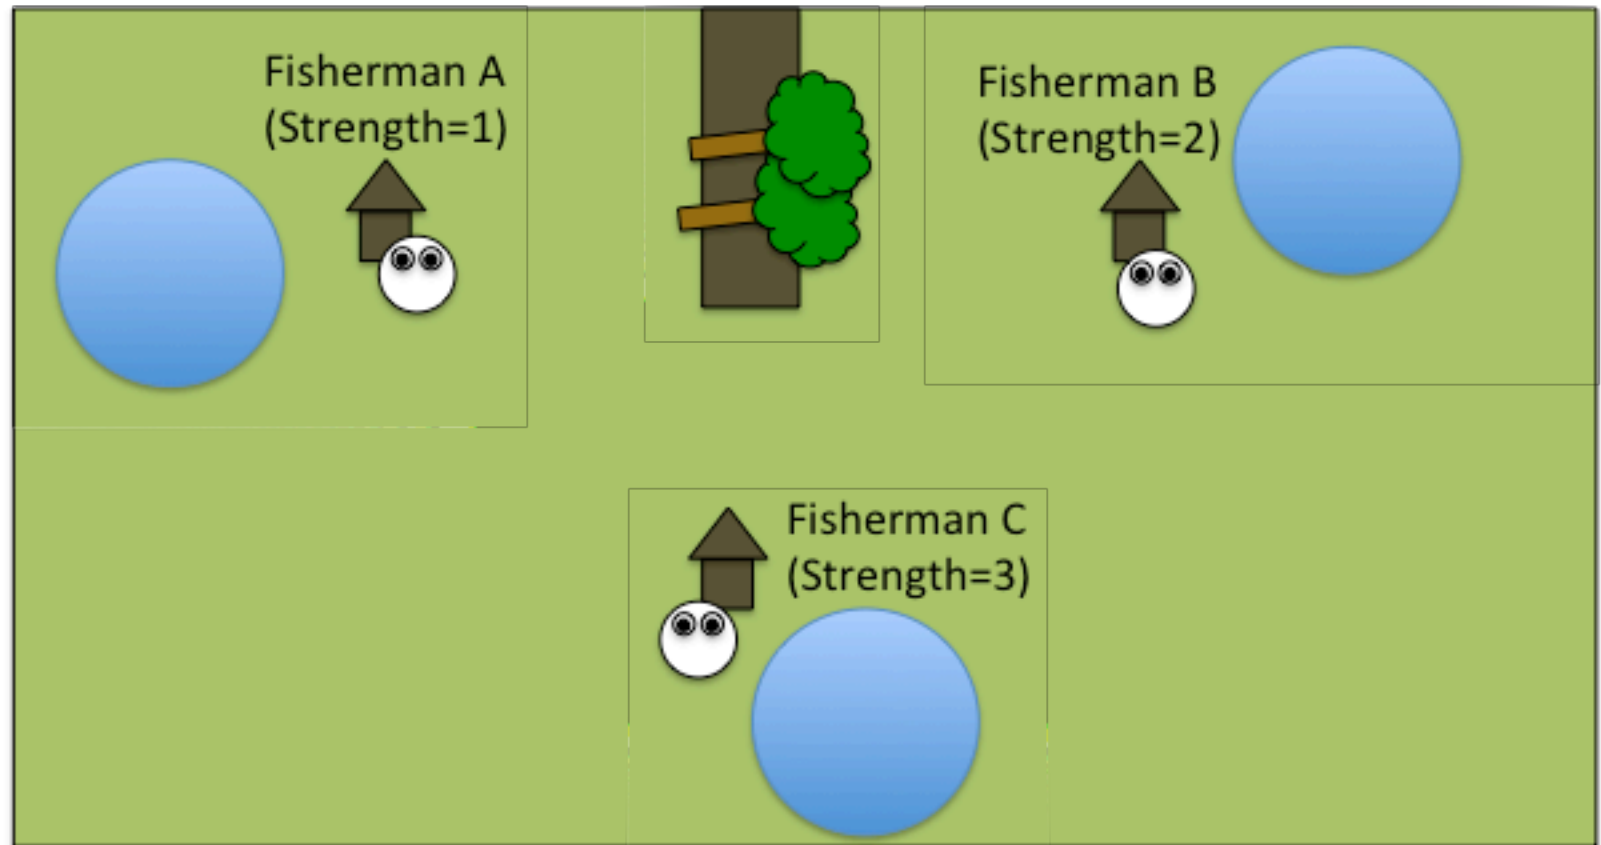 Fisherman A
(Strength=1)
Fisherman B
(Strength=2)
Fisherman C
(Strength=3)